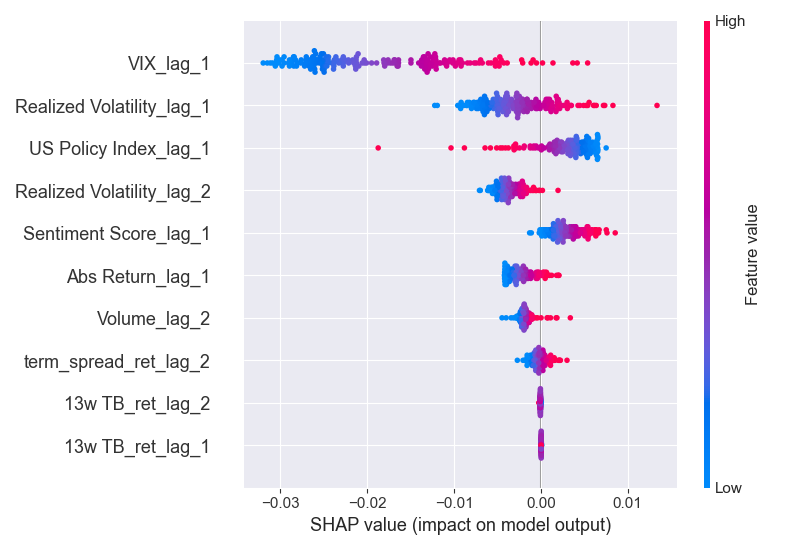 High
VIX_lag_1
Realized Volatility_lag_1
US Policy Index_lag_1
Realized Volatility_lag_2
Sentiment Score_lag_1
Abs Return_lag_1
Volume_lag_2
term_spread_ret_lag_2
13w TB_ret_lag_2
13w TB_ret_lag_1
Feature value
Low
−0.03 −0.02 −0.01 0.00 0.01
SHAP value (impact on model output)